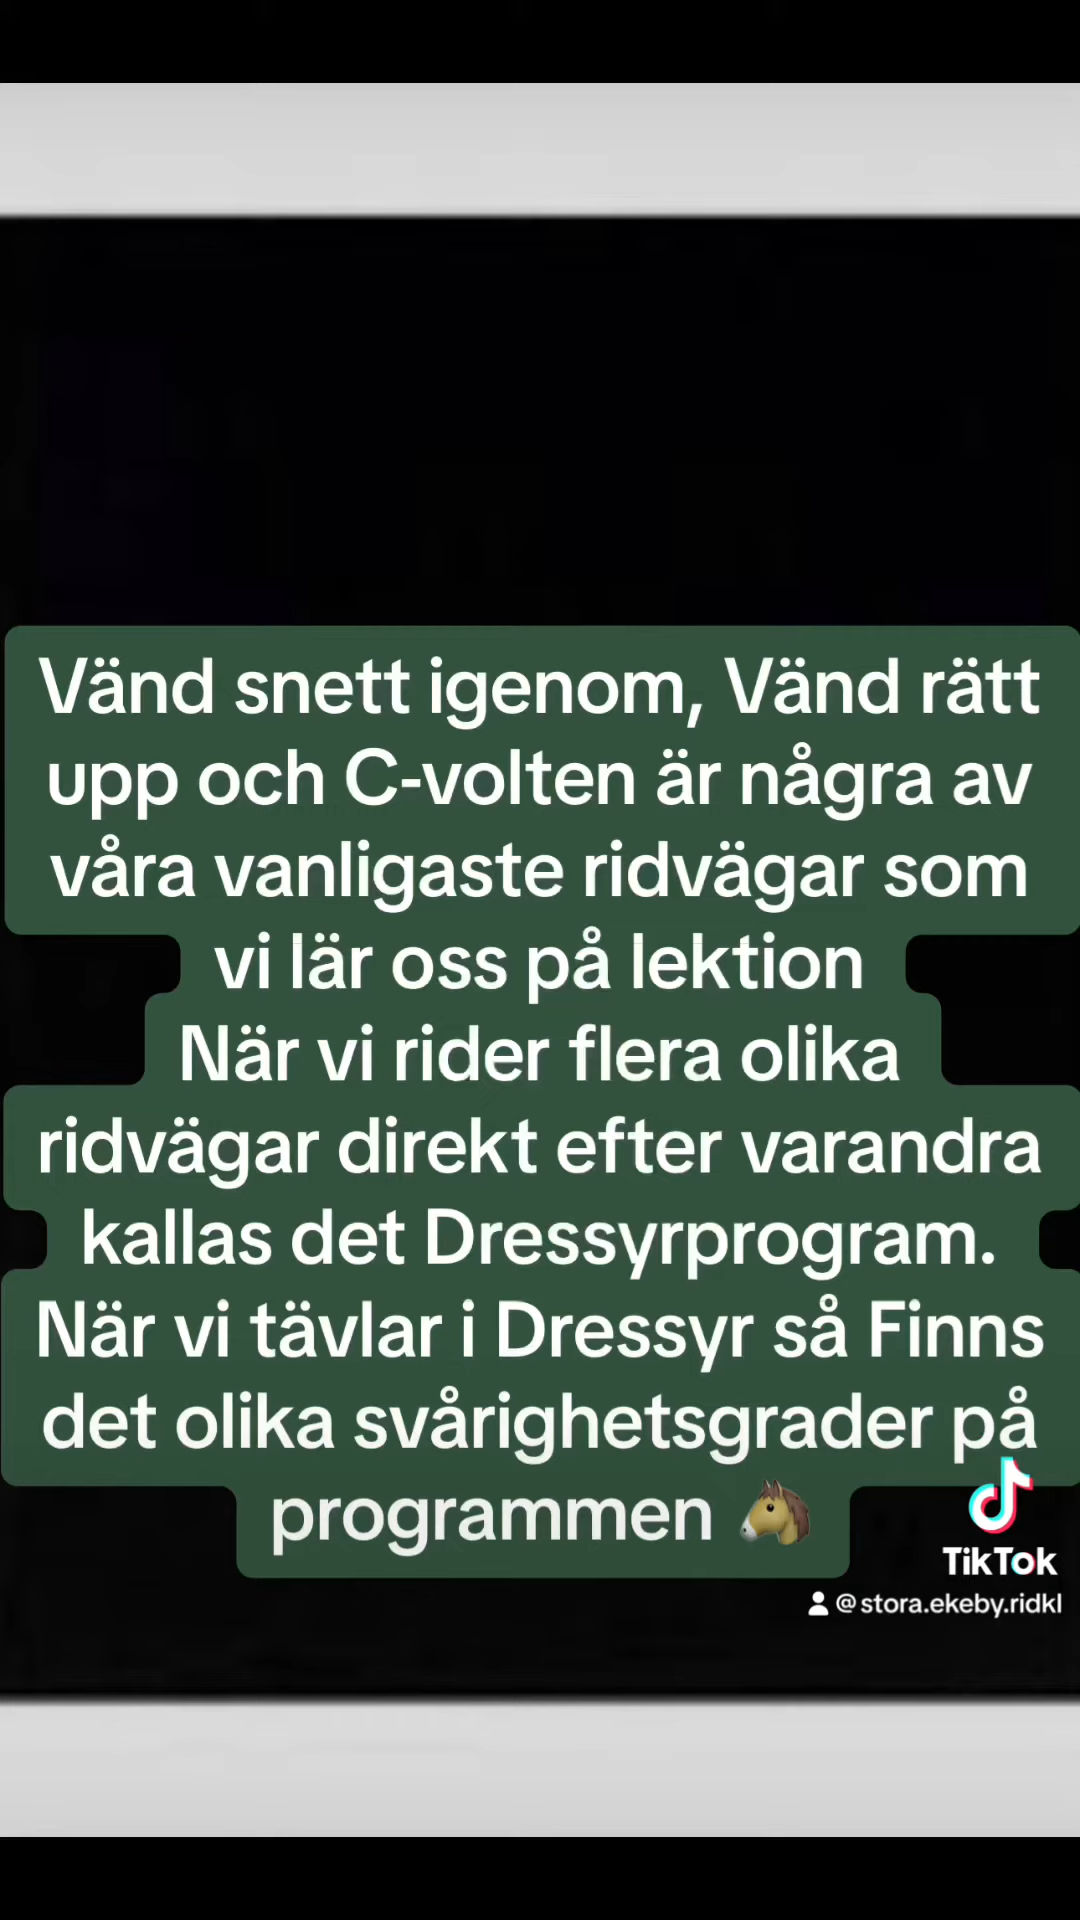 Vänd snett igenom, Vänd rätt
upp och C-volten är några av
våra vanligaste ridvägar som
vi lär oss på lektion
När vi rider flera olika
ridvägar direkt efter varandra
kallas det Dressyrprogram.
När vi tävlar i Dressyr så Finns
det olika svårighetsgrader på
programmen 🐴
TikTok
@stora.ekeby.ridkl